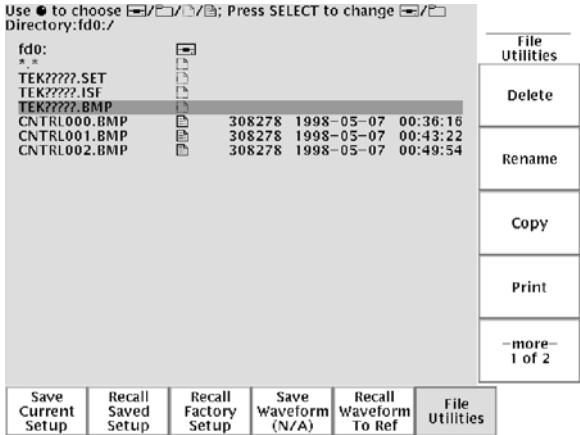 Use to choose / / / ; Press SELECT to change /
Directory:fd0:/
fd0:
*.*
TEK?????.SET
TEK?????.ISF
TEK?????.BMP
CNTRL000.BMP 308278 1998-05-07 00:36:16
CNTRL001.BMP 308278 1998-05-07 00:43:22
CNTRL002.BMP 308278 1998-05-07 00:49:54
File
Utilities
Delete
Rename
Copy
Print
-more-
1 of 2
Save
Current
Setup
Recall
Saved
Setup
Recall
Factory
Setup
Save
Waveform
(N/A)
Recall
Waveform
To Ref
File
Utilities